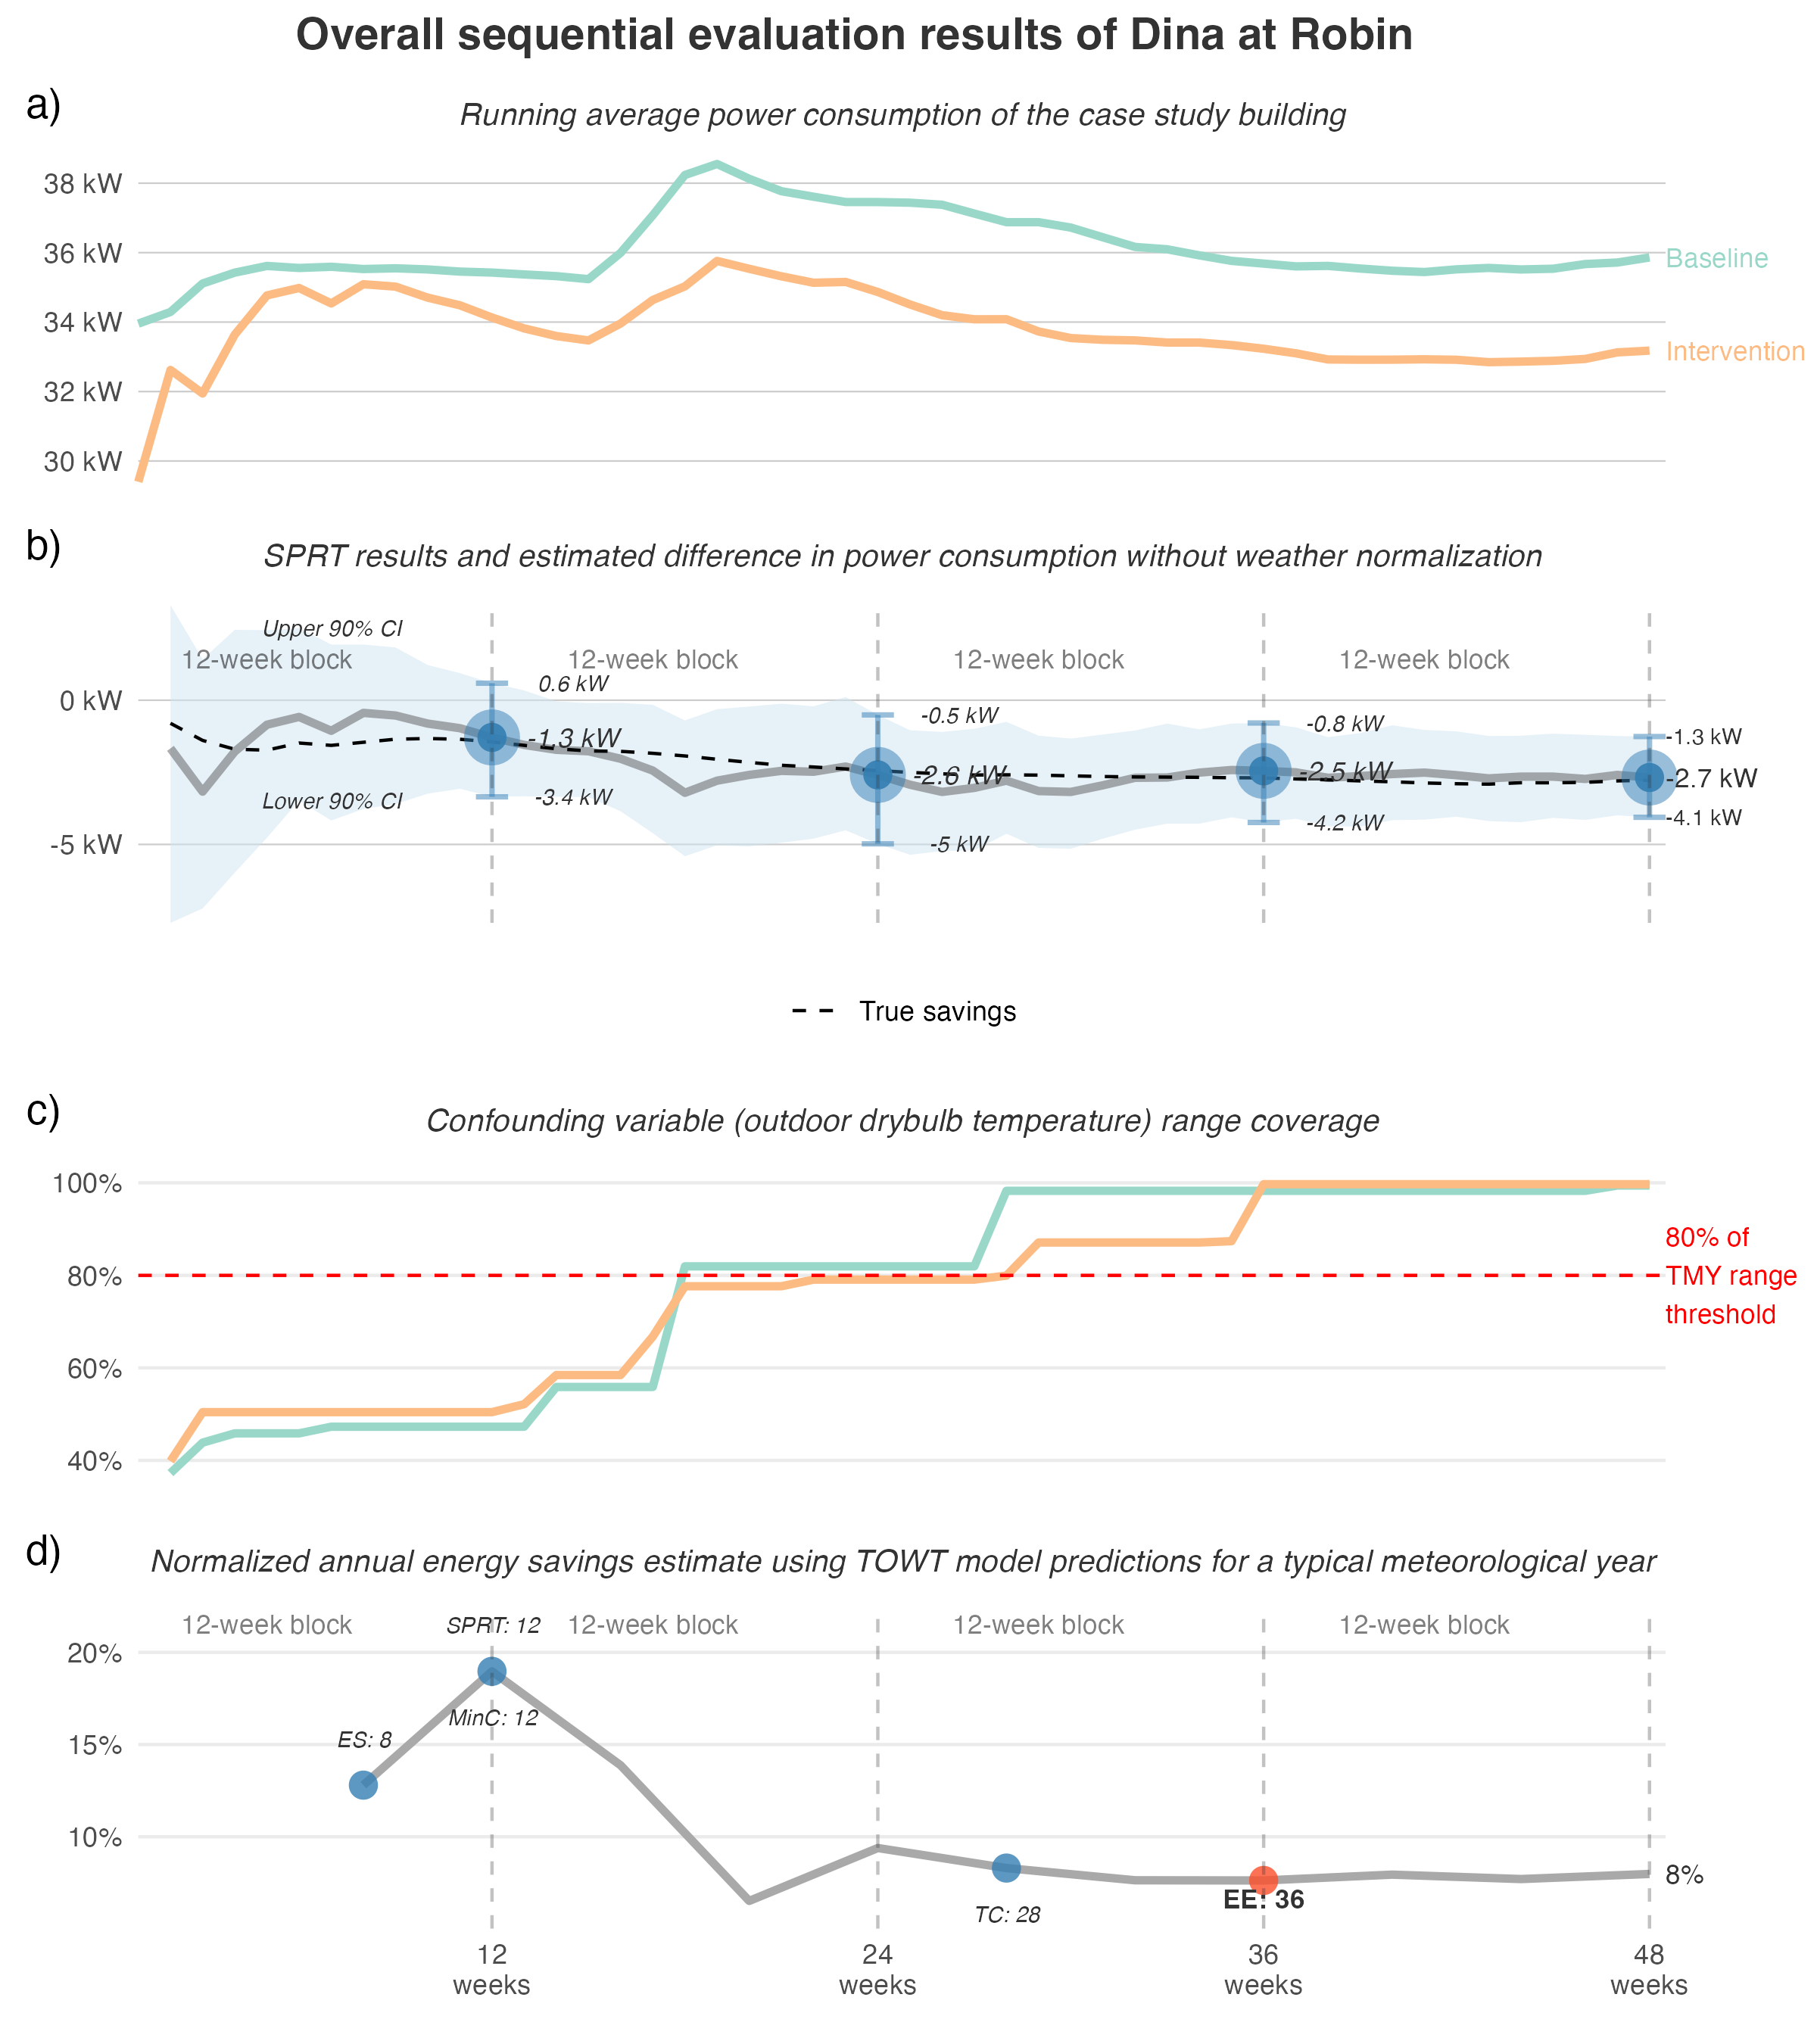 Overall sequential evaluation results of Dina at Robin
a)
Running average power consumption of the case study building
38 kW
36 kW
34 kW
32 kW
30 kW
Baseline
Intervention
b)
SPRT results and estimated difference in power consumption without weather normalization
Upper 90% CI
12-week block
12-week block
12-week block
12-week block
0 kW
-5 kW
Lower 90% CI
0.6 kW
-1.3 kW
-3.4 kW
-0.5 kW
-2.6 kW
-5 kW
-0.8 kW
-2.5 kW
-4.2 kW
-1.3 kW
-2.7 kW
-4.1 kW
True savings
c)
Confounding variable (outdoor drybulb temperature) range coverage
100%
80%
60%
40%
80% of
TMY range
threshold
d)
Normalized annual energy savings estimate using TOWT model predictions for a typical meteorological year
12-week block
SPRT: 12
12-week block
12-week block
12-week block
20%
15%
10%
MinC: 12
ES: 8
TC: 28
EE: 36
8%
12
weeks
24
weeks
36
weeks
48
weeks